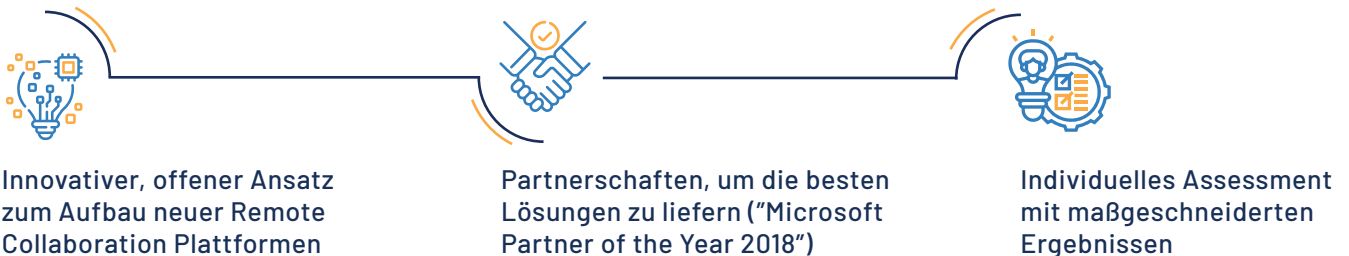 Innovativer, offener Ansatz
zum Aufbau neuer Remote
Collaboration Plattformen
Partnerschaften, um die besten
Lösungen zu liefern ("Microsoft
Partner of the Year 2018")
Individuelles Assessment
mit maßgeschneiderten
Ergebnissen